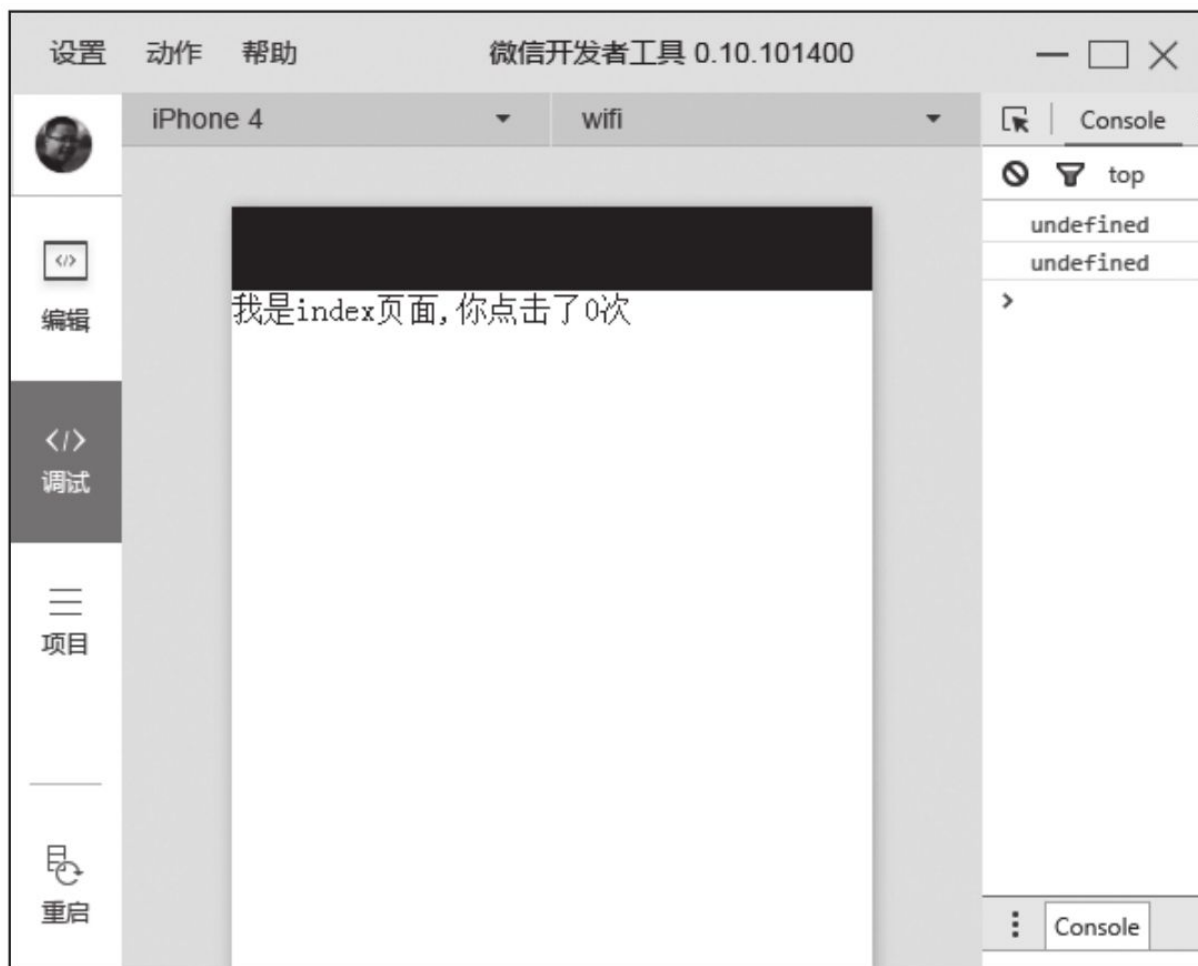 设置 动作 帮助 微信开发者工具 0.10.101400
iPhone 4 wifi Console
top
undefined
undefined
>
我是index页面,你点击了0次
</>
编辑
</>
调试
项目
重启
Console